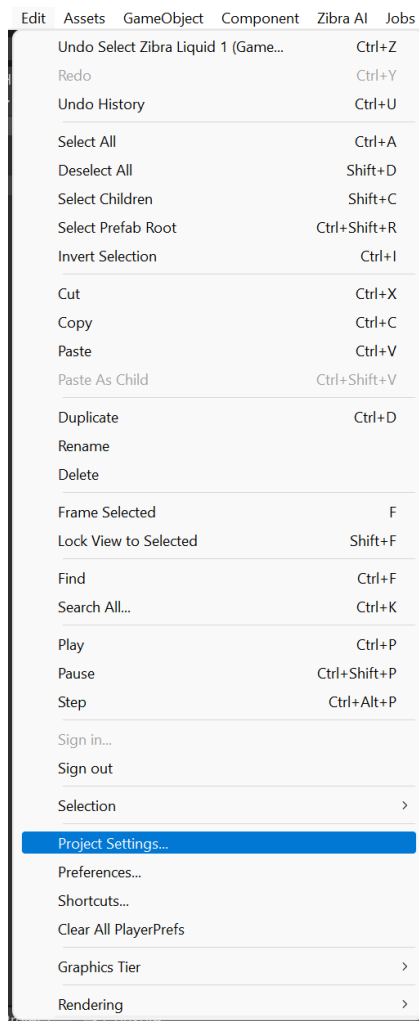 Edit Assets GameObject Component Zibra AI Jobs
Undo Select Zibra Liquid 1 (Game... Ctrl+Z
Redo Ctrl+Y
Undo History Ctrl+U
Select All Ctrl+A
Deselect All Shift+D
Select Children Shift+C
Select Prefab Root Ctrl+Shift+R
Invert Selection Ctrl+I
Cut Ctrl+X
Copy Ctrl+C
Paste Ctrl+V
Paste As Child Ctrl+Shift+V
Duplicate Ctrl+D
Rename
Delete
Frame Selected F
Lock View to Selected Shift+F
Find Ctrl+F
Search All... Ctrl+K
Play Ctrl+P
Pause Ctrl+Shift+P
Step Ctrl+Alt+P
Sign in...
Sign out
Selection
Project Settings...
Preferences...
Shortcuts...
Clear All PlayerPrefs
Graphics Tier
Rendering